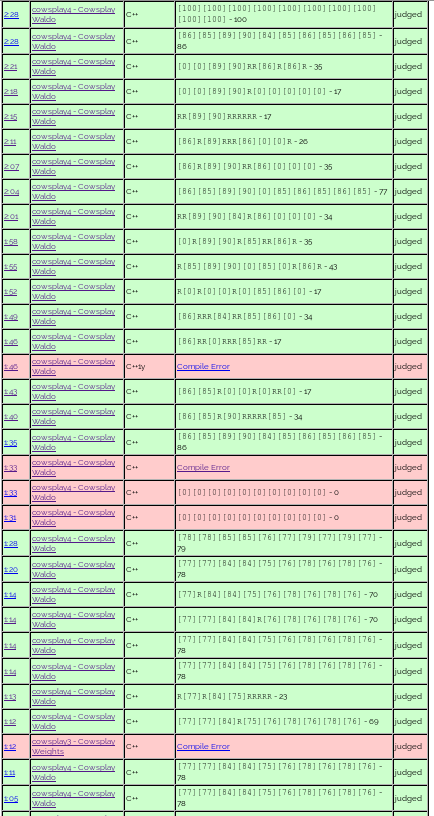 2:28 cowsplay4 - Cowsplay Waldo C++ [100][100][100][100][100][100][100][100][100][100] - 100 judged
2:28 cowsplay4 - Cowsplay Waldo C++ [86][85][89][90][84][85][86][85][86][85] - 86 judged
2:21 cowsplay4 - Cowsplay Waldo C++ [0][0][89][90]RR[86]R[86]R - 35 judged
2:18 cowsplay4 - Cowsplay Waldo C++ [0][0][89][90]R[0][0][0][0][0] - 17 judged
2:15 cowsplay4 - Cowsplay Waldo C++ RR[89][90]RRRRRR - 17 judged
2:11 cowsplay4 - Cowsplay Waldo C++ [86]R[89]RRR[86][0][0]R - 26 judged
2:07 cowsplay4 - Cowsplay Waldo C++ [86]R[89][90]RR[86][0][0][0] - 35 judged
2:04 cowsplay4 - Cowsplay Waldo C++ [86][85][89][90][0][85][86][85][86][85] - 77 judged
2:01 cowsplay4 - Cowsplay Waldo C++ RR[89][90][84]R[86][0][0][0] - 34 judged
1:58 cowsplay4 - Cowsplay Waldo C++ [0]R[89][90]R[85]RR[86]R - 35 judged
1:55 cowsplay4 - Cowsplay Waldo C++ R[85][89][90][0][85][0]R[86]R - 43 judged
1:52 cowsplay4 - Cowsplay Waldo C++ R[0]R[0][0]R[0][85][86][0] - 17 judged
1:49 cowsplay4 - Cowsplay Waldo C++ [86]RRR[84]RR[85][86][0] - 34 judged
1:46 cowsplay4 - Cowsplay Waldo C++ [86]RR[0]RRR[85]RR - 17 judged
1:46 cowsplay4 - Cowsplay Waldo C++1y Compile Error judged
1:43 cowsplay4 - Cowsplay Waldo C++ [86][85]R[0][0]R[0]RR[0] - 17 judged
1:40 cowsplay4 - Cowsplay Waldo C++ [86][85]R[90]RRRRR[85] - 34 judged
1:35 cowsplay4 - Cowsplay Waldo C++ [86][85][89][90][84][85][86][85][86][85] - 86 judged
1:33 cowsplay4 - Cowsplay Waldo C++ Compile Error judged
1:33 cowsplay4 - Cowsplay Waldo C++ [0][0][0][0][0][0][0][0][0][0] - 0 judged
1:31 cowsplay4 - Cowsplay Waldo C++ [0][0][0][0][0][0][0][0][0][0] - 0 judged
1:28 cowsplay4 - Cowsplay Waldo C++ [78][78][85][85][76][77][79][77][79][77] - 79 judged
1:20 cowsplay4 - Cowsplay Waldo C++ [77][77][84][84][75][76][78][76][78][76] - 78 judged
1:14 cowsplay4 - Cowsplay Waldo C++ [77]R[84][84][75][76][78][76][78][76] - 70 judged
1:14 cowsplay4 - Cowsplay Waldo C++ [77][77][84][84]R[76][78][76][78][76] - 70 judged
1:14 cowsplay4 - Cowsplay Waldo C++ [77][77][84][84][75][76][78][76][78][76] - 78 judged
1:14 cowsplay4 - Cowsplay Waldo C++ [77][77][84][84][75][76][78][76][78][76] - 78 judged
1:13 cowsplay4 - Cowsplay Waldo C++ R[77]R[84][75]RRRRR - 23 judged
1:12 cowsplay4 - Cowsplay Waldo C++ [77][77][84]R[75][76][78][76][78][76] - 69 judged
1:12 cowsplay3 - Cowsplay Weights C++ Compile Error judged
1:11 cowsplay4 - Cowsplay Waldo C++ [77][77][84][84][75][76][78][76][78][76] - 78 judged
1:05 cowsplay4 - Cowsplay Waldo C++ [77][77][84][84][75][76][78][76][78][76] - 78 judged